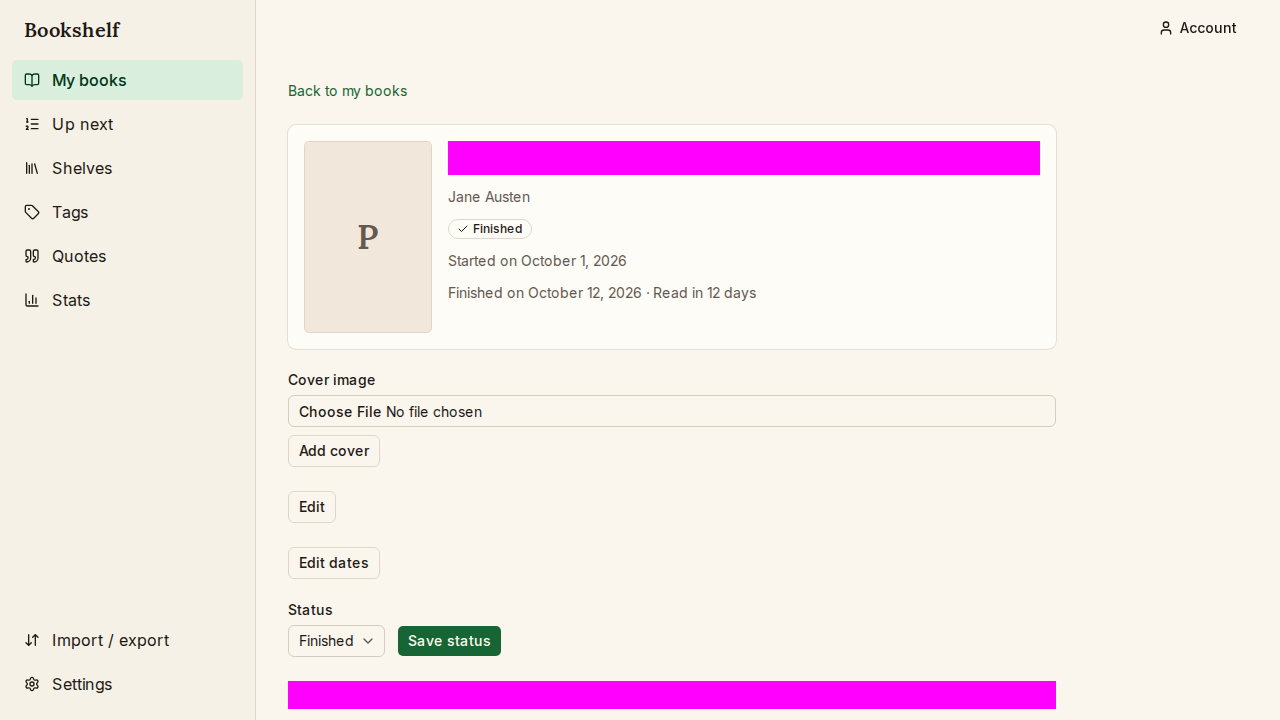 Bookshelf
Account
My books
Up next
Shelves
Tags
Quotes
Stats
Import / export
Settings
Back to my books
P
Jane Austen
Finished
Started on October 1, 2026
Finished on October 12, 2026 · Read in 12 days
Cover image
Choose File No file chosen
Add cover
Edit
Edit dates
Status
Finished
Save status